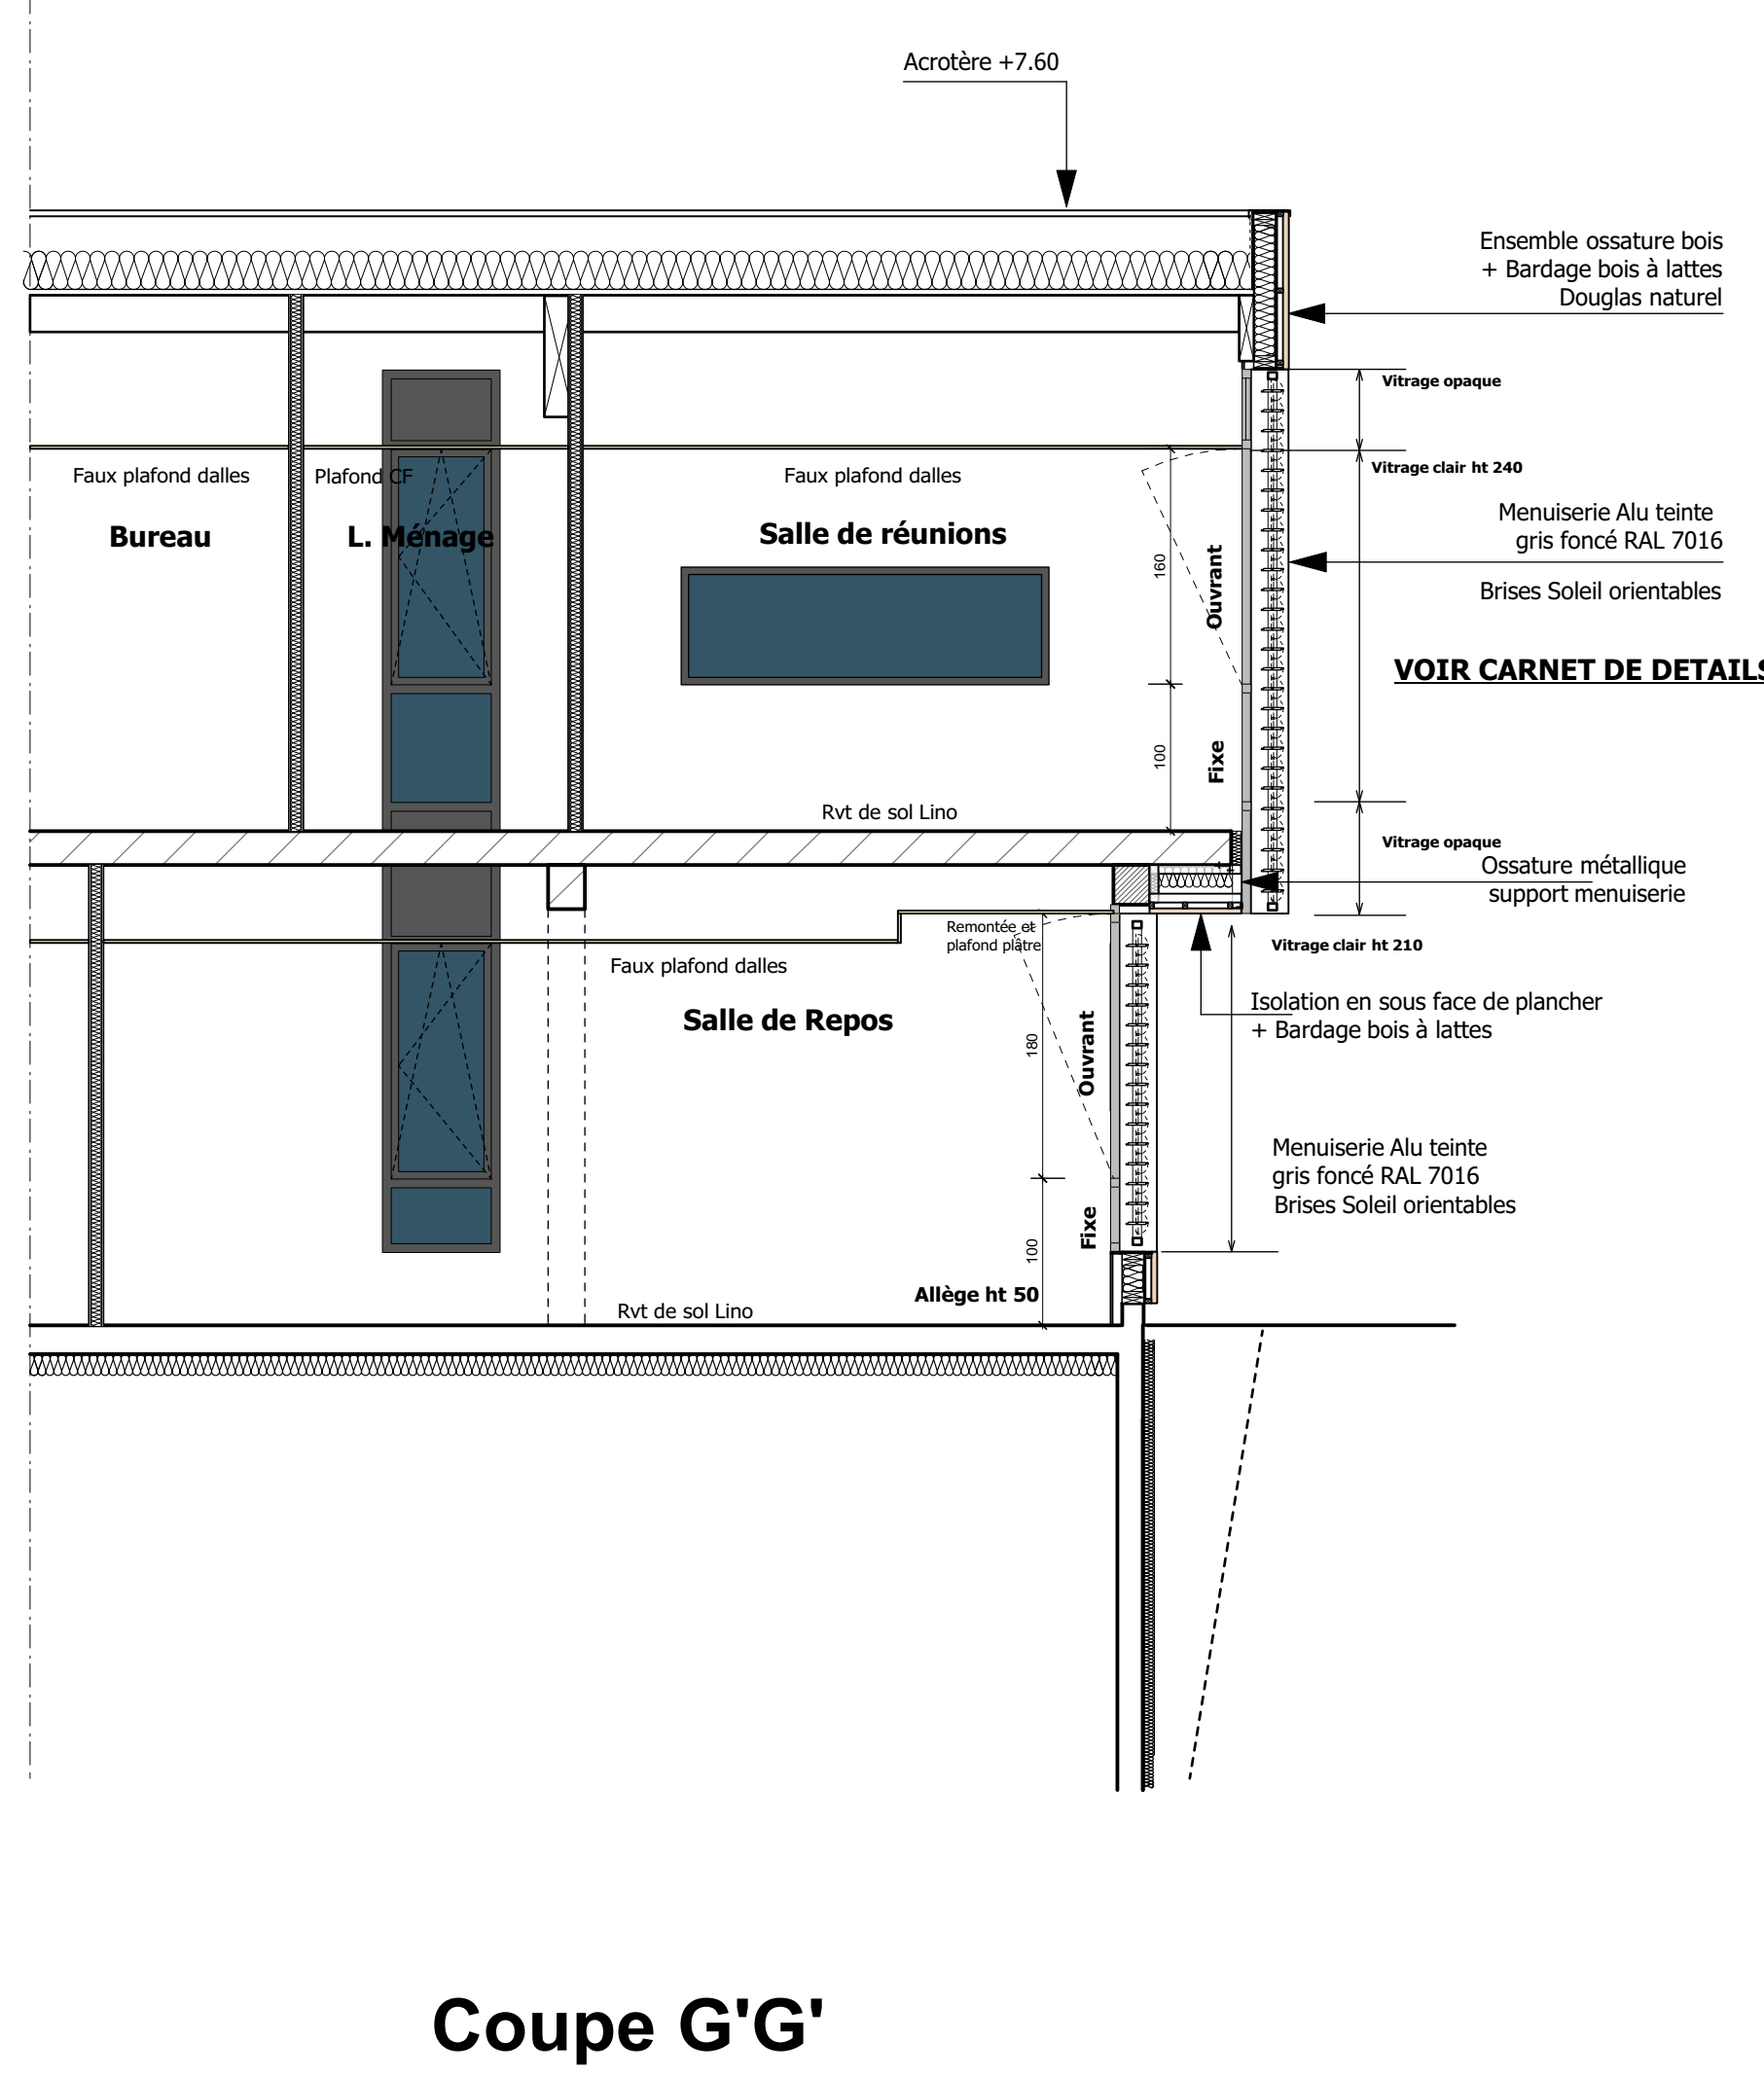 Acrotère +7.60
Ensemble ossature bois
+ Bardage bois à lattes
Douglas naturel
Vitrage opaque
Vitrage clair ht 240
Faux plafond dalles
Plafond CF
Faux plafond dalles
Bureau
L. Ménage
Salle de réunions
Menuiserie Alu teinte
gris foncé RAL 7016
Brises Soleil orientables
160
Ouvrant
VOIR CARNET DE DETAILS
100
Fixe
Rvt de sol Lino
Vitrage opaque
Ossature métallique
support menuiserie
Remontée et
plafond plâtre
Vitrage clair ht 210
Faux plafond dalles
Salle de Repos
Isolation en sous face de plancher
+ Bardage bois à lattes
180
Ouvrant
Menuiserie Alu teinte
gris foncé RAL 7016
Brises Soleil orientables
100
Fixe
Allège ht 50
Rvt de sol Lino
Coupe G'G'